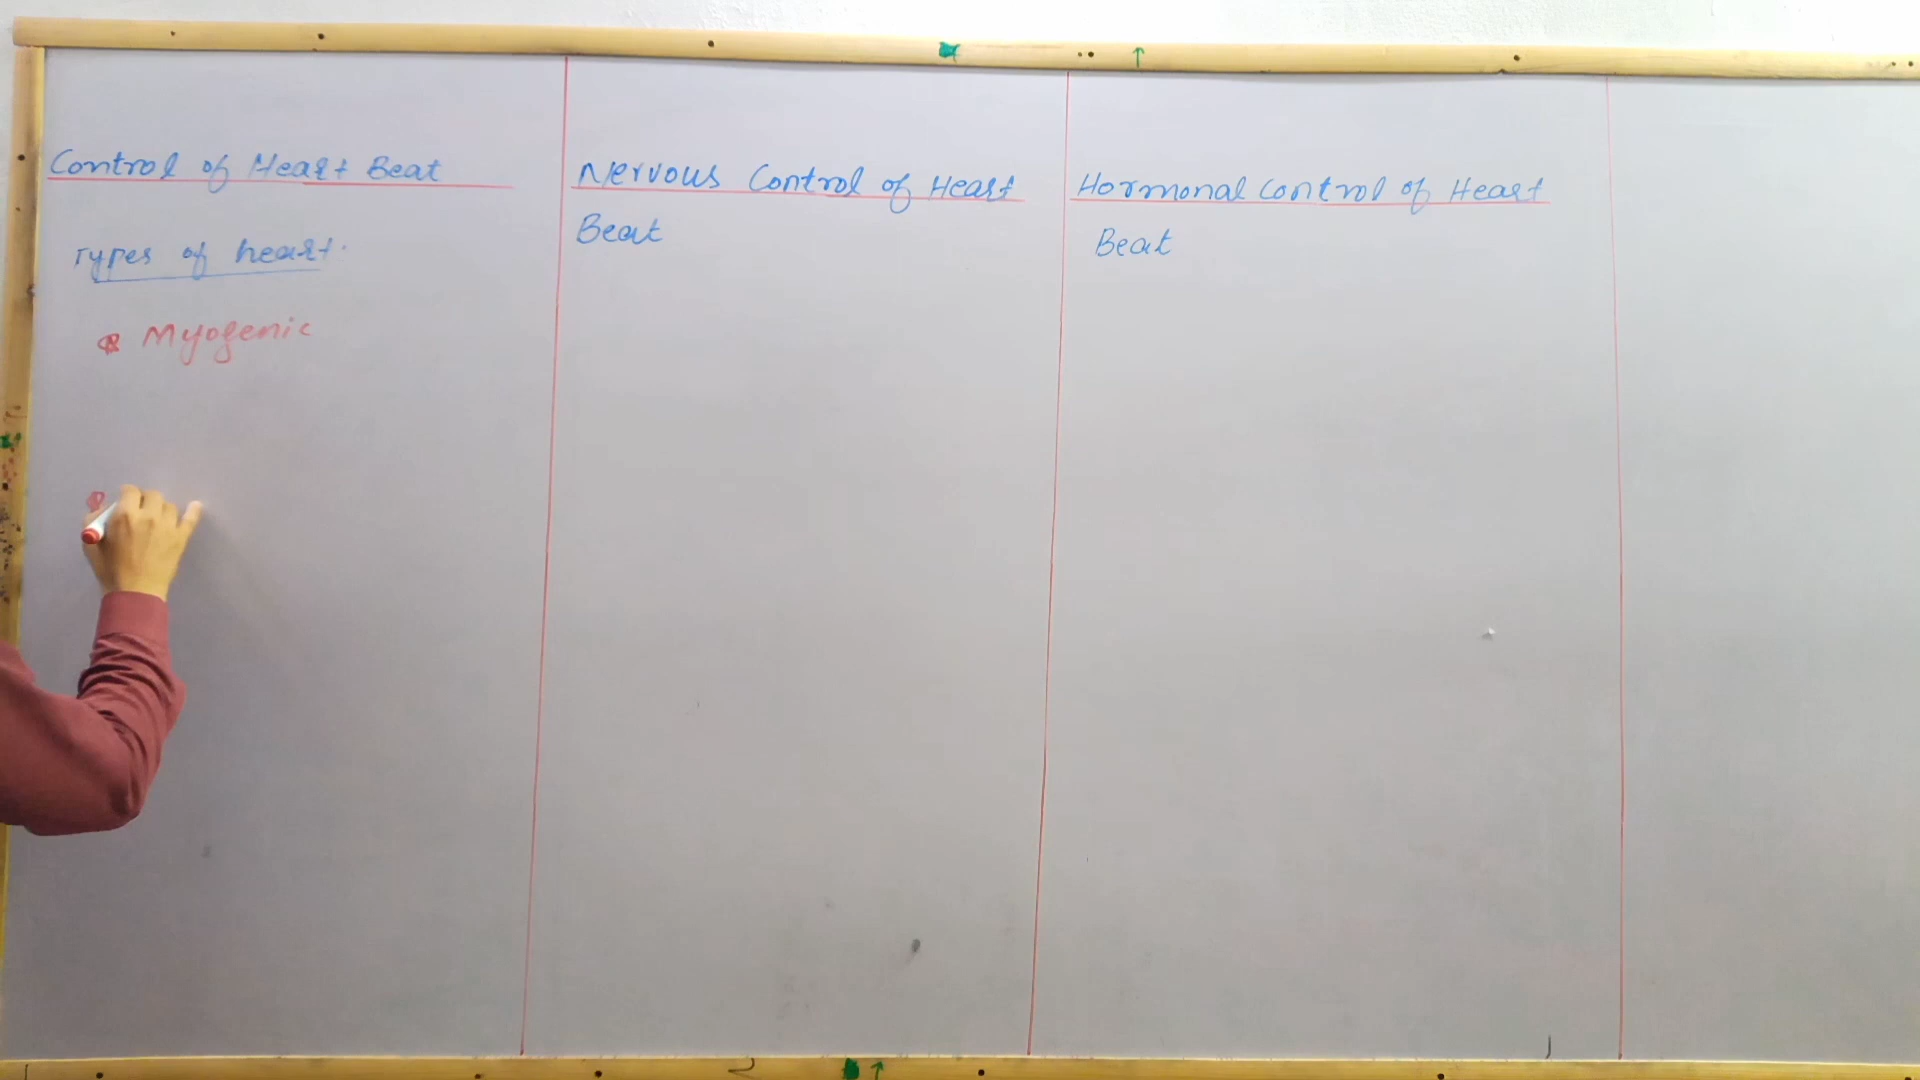 Control of Heart Beat
Types of heart.
Myogenic
Nervous Control of Heart
Beat
Hormonal Control of Heart
Beat